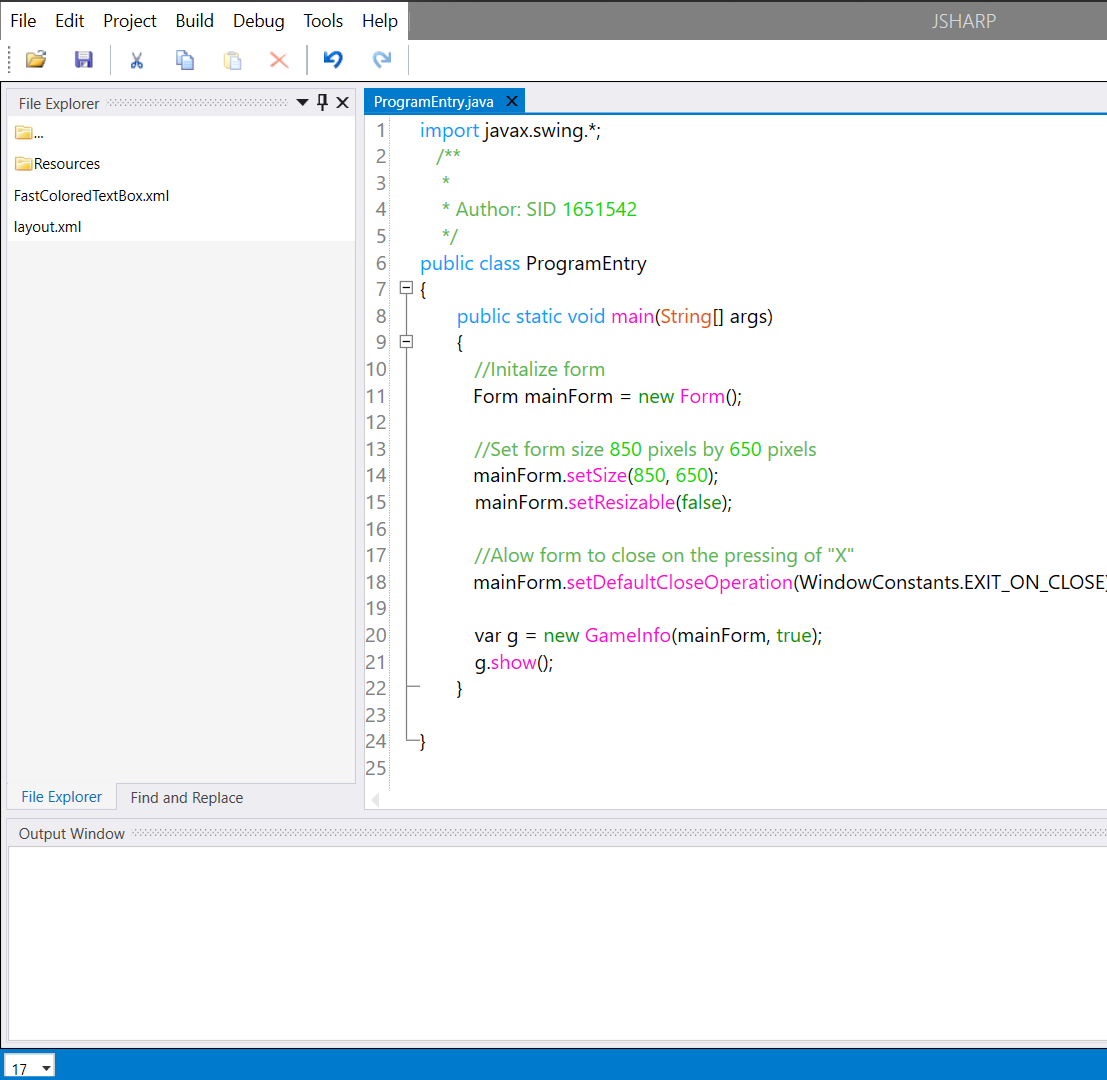 File Edit Project Build Debug Tools Help JSHARP
File Explorer
...
Resources
FastColoredTextBox.xml
layout.xml
File Explorer Find and Replace
ProgramEntry.java
1 import javax.swing.*;
2 /**
3 *
4 * Author: SID 1651542
5 */
6 public class ProgramEntry
7 {
8 public static void main(String[] args)
9 {
10 //Initalize form
11 Form mainForm = new Form();
12
13 //Set form size 850 pixels by 650 pixels
14 mainForm.setSize(850, 650);
15 mainForm.setResizable(false);
16
17 //Alow form to close on the pressing of "X"
18 mainForm.setDefaultCloseOperation(WindowConstants.EXIT_ON_CLOSE)
19
20 var g = new GameInfo(mainForm, true);
21 g.show();
22 }
23
24 }
25
Output Window
17